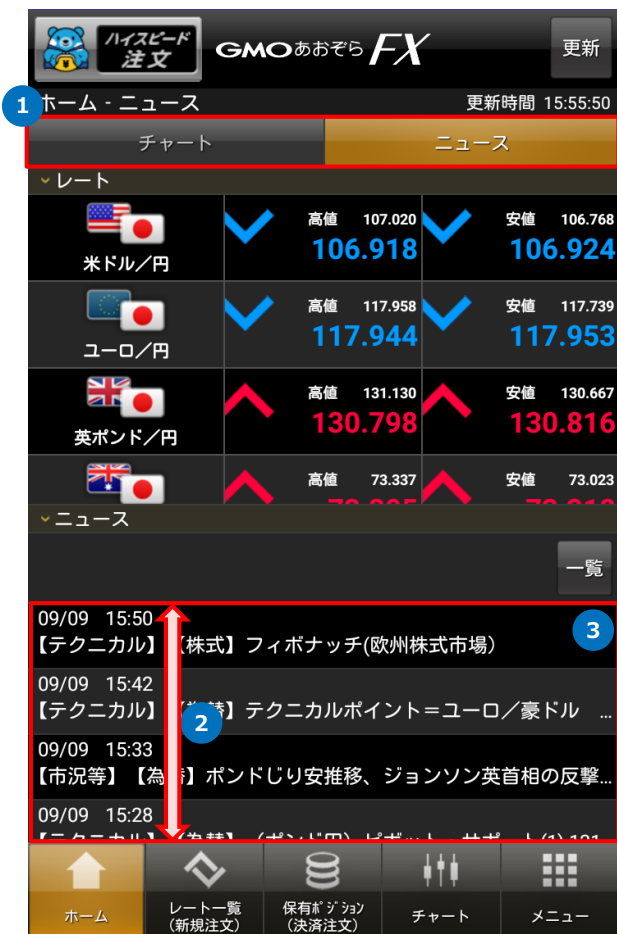 ハイスピード
注文
GMOあおぞらFX
更新
1
ホーム - ニュース
更新時間 15:55:50
チャート
ニュース
レート
高値 107.020
安値 106.768
106.918
106.924
米ドル／円
高値 117.958
安値 117.739
117.944
117.953
ユーロ／円
高値 131.130
安値 130.667
130.798
130.816
英ポンド／円
高値 73.337
安値 73.023
ニュース
一覧
09/09 15:50
【テクニカル】【株式】フィボナッチ(欧州株式市場)
3
09/09 15:42
【テクニカル】【為替】テクニカルポイント＝ユーロ／豪ドル ...
2
09/09 15:33
【市況等】【為替】ポンドじり安推移、ジョンソン英首相の反撃...
09/09 15:28
ホーム
レート一覧
(新規注文)
保有ﾎﾟｼﾞｼｮﾝ
(決済注文)
チャート
メニュー